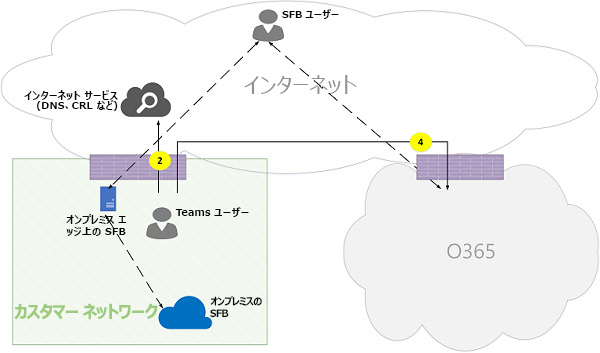 SFB ユーザー
インターネット
インターネット サービス
(DNS、CRL など)
4
2
Teams ユーザー
オンプレミス エ
ッジ上の SFB
O365
オンプレミスの
SFB
カスタマー ネットワーク